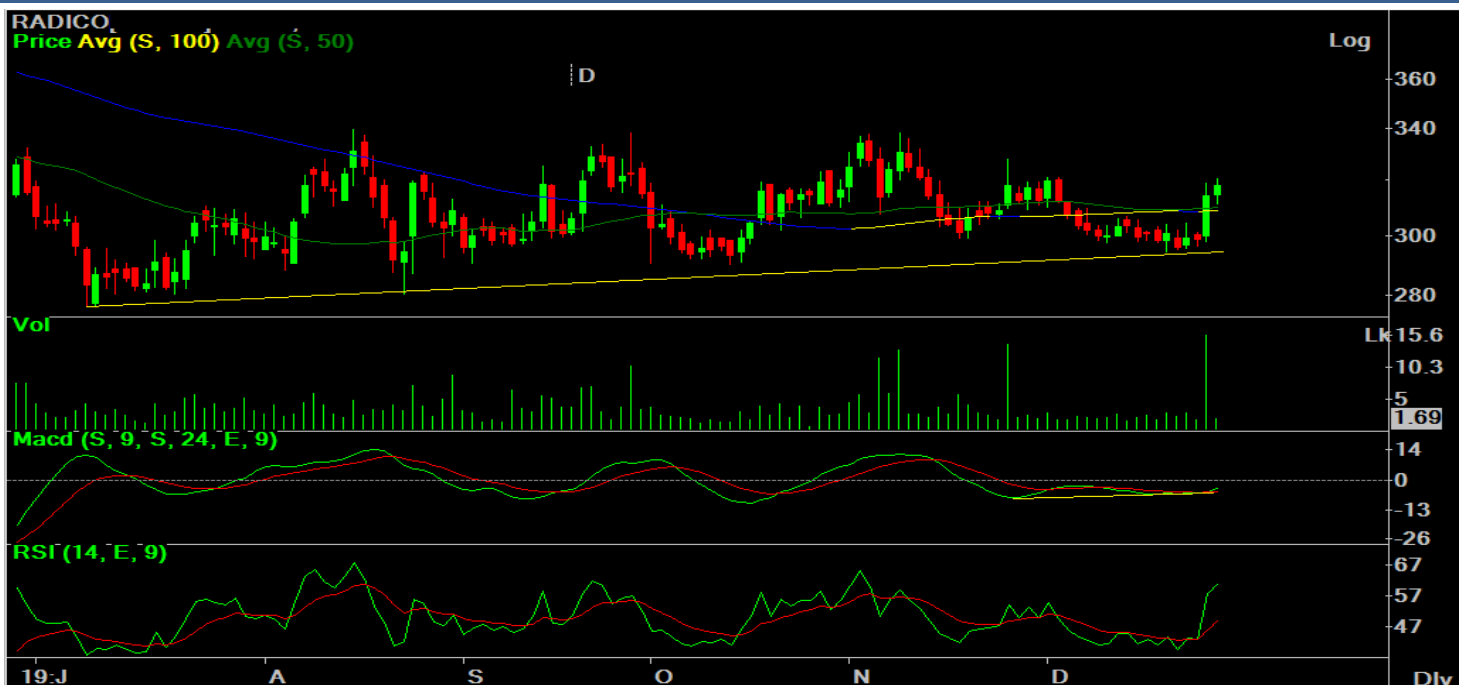 RADICO
Price Avg (S, 100) Avg (S, 50)
Log
D
360
340
300
280
Vol
Lk 15.6
10.3
5
1.69
Macd (S, 9, S, 24, E, 9)
14
0
-13
-26
RSI (14, E, 9)
67
57
47
19:J A S O N D Dly